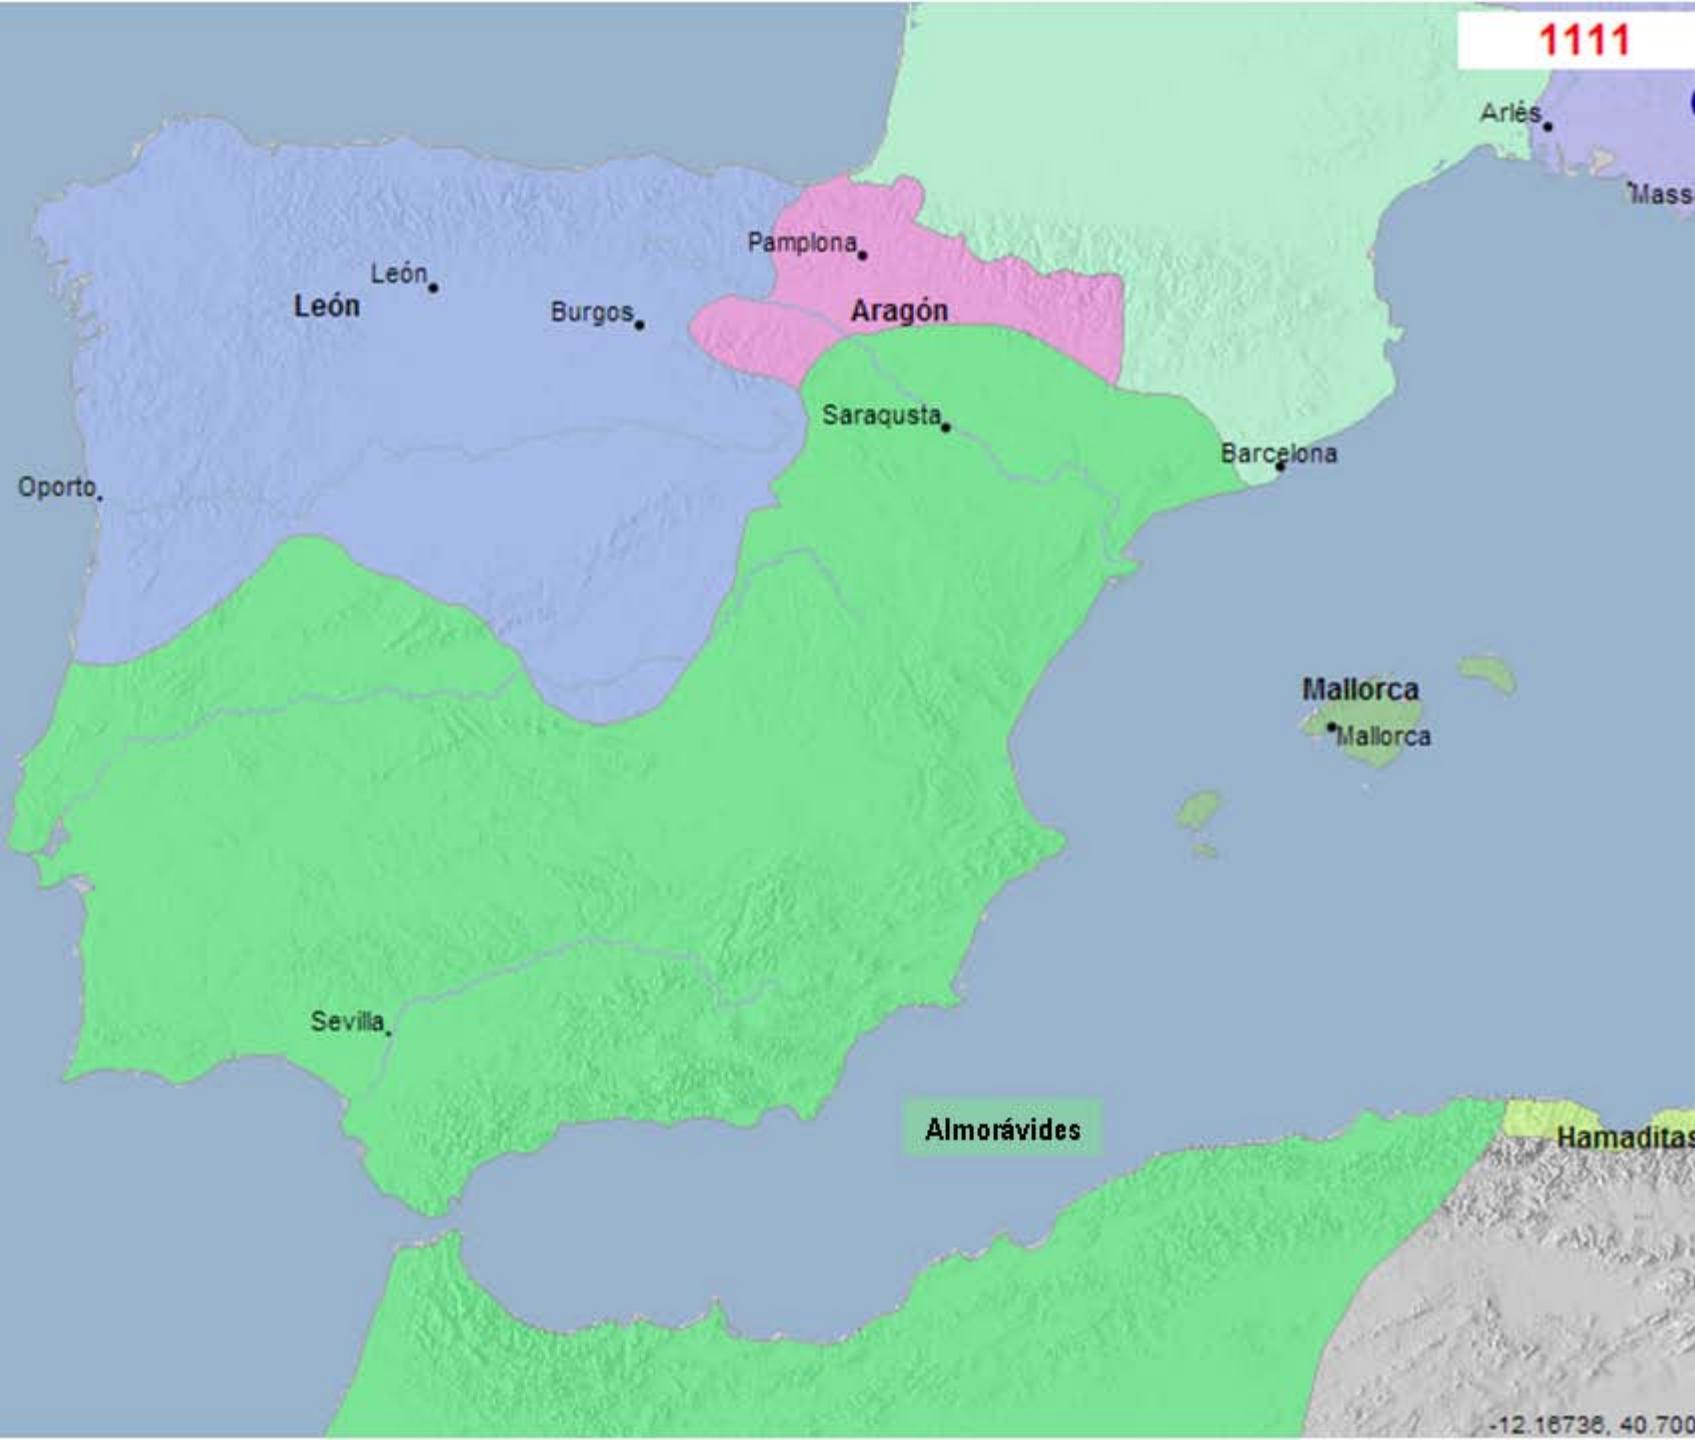 1111
Arlés
Mass
Pamplona
León
León
Burgos
Aragón
Saraqusta
Barcelona
Oporto
Mallorca
Mallorca
Sevilla
Almorávides
Hamaditas
-12.16736, 40.700